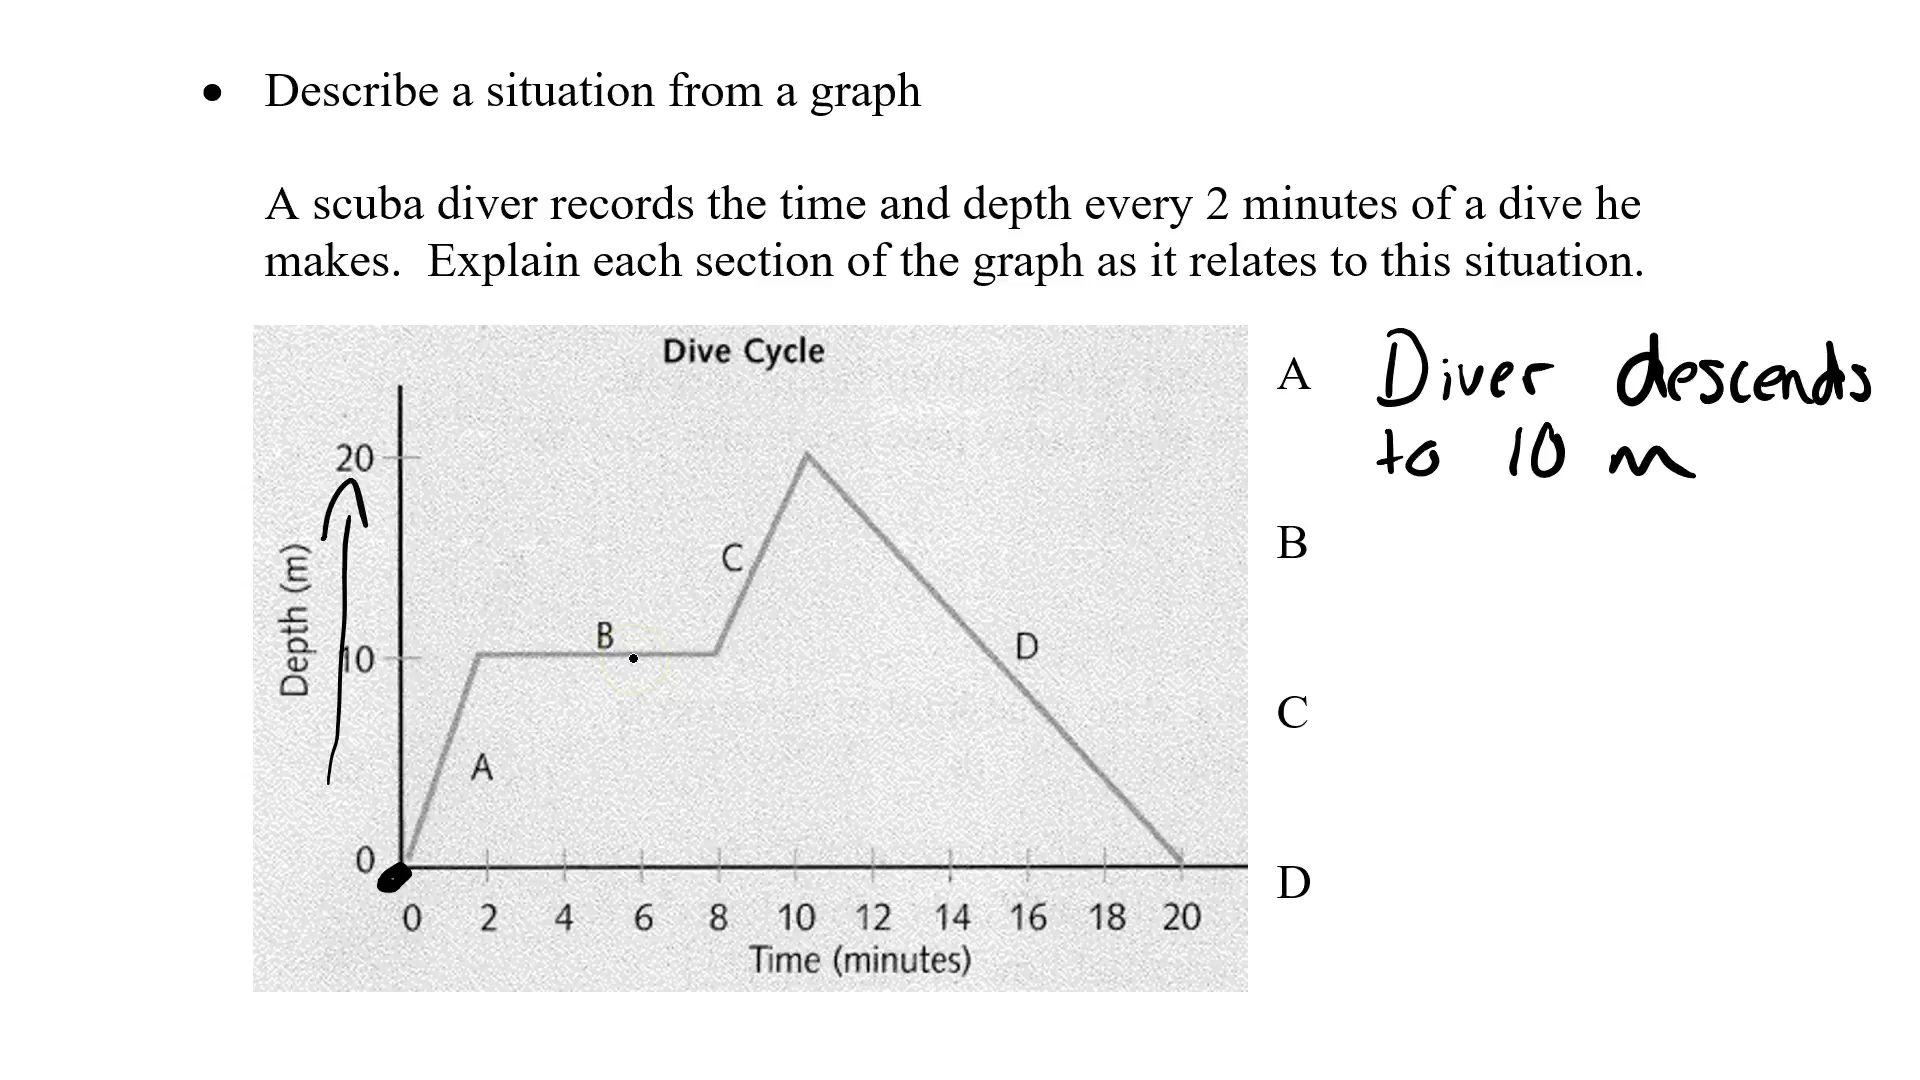 • Describe a situation from a graph
A scuba diver records the time and depth every 2 minutes of a dive he
makes. Explain each section of the graph as it relates to this situation.
Dive Cycle
20
10
0
Depth (m)
A
B
C
D
0 2 4 6 8 10 12 14 16 18 20
Time (minutes)
A Diver descends
to 10 m
B
C
D